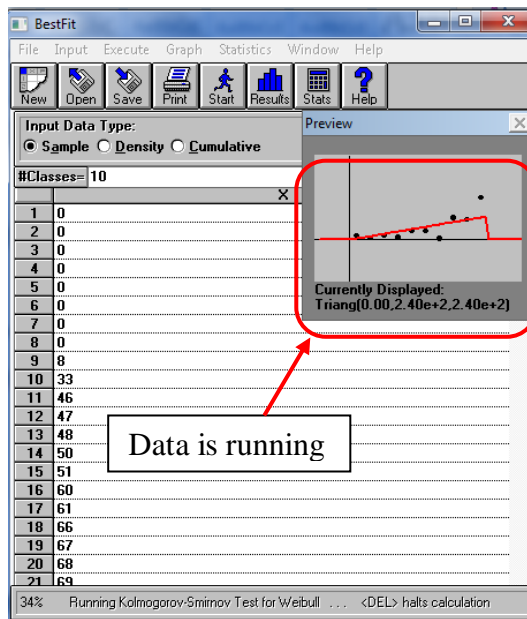 BestFit
File Input Execute Graph Statistics Window Help
New Open Save Print Start Results Stats Help
Input Data Type:
Sample Density Cumulative
Preview
#Classes= 10
X
Currently Displayed:
Triang(0.00,2.40e+2,2.40e+2)
1 0
2 0
3 0
4 0
5 0
6 0
7 0
8 0
9 8
10 33
11 46
12 47
13 48
14 50
15 51
16 60
17 61
18 66
19 67
20 68
21 69
Data is running
34% Running Kolmogorov-Smirnov Test for Weibull ... <DEL> halts calculation